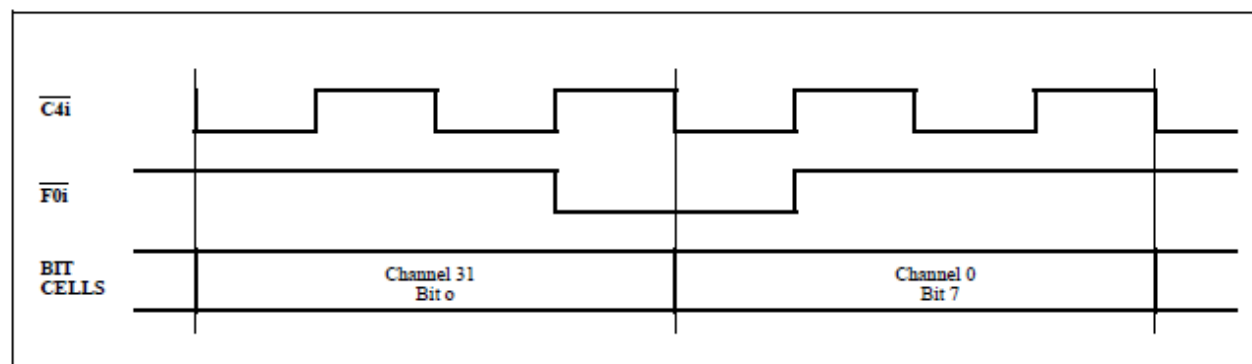 C4i
F0i
BIT
CELLS
Channel 31
Bit o
Channel 0
Bit 7